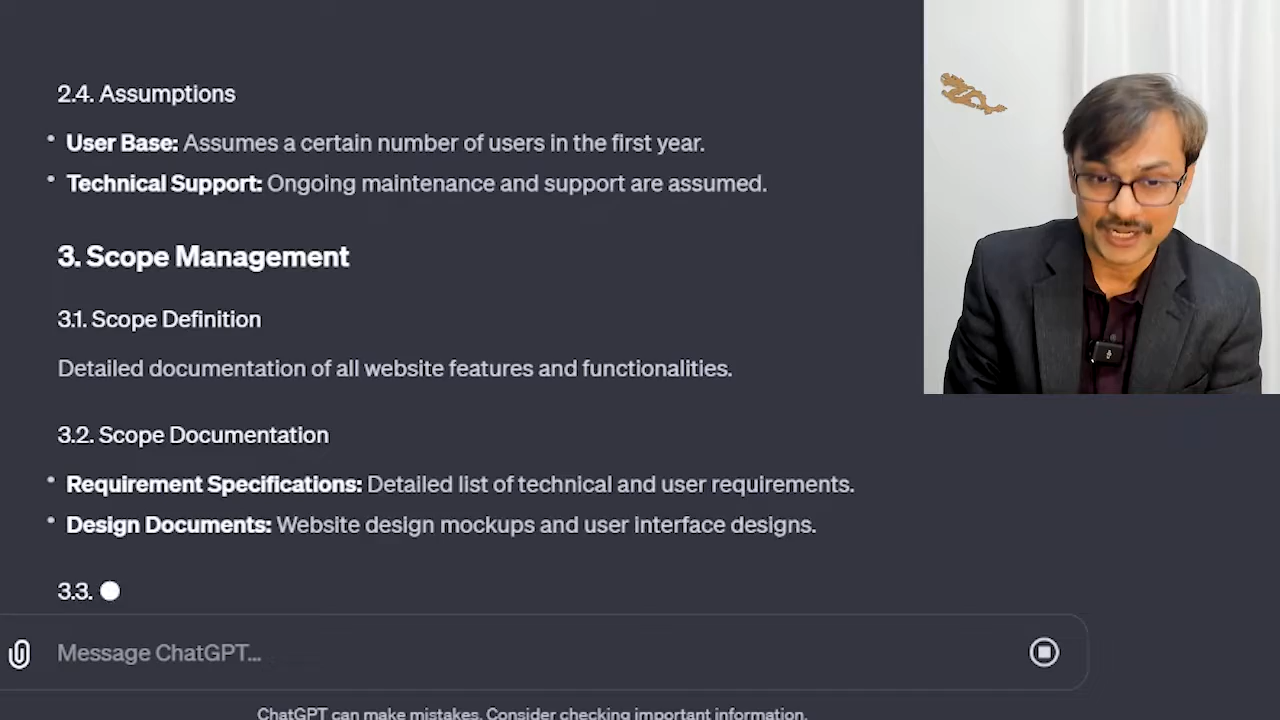 2.4. Assumptions
• User Base: Assumes a certain number of users in the first year.
• Technical Support: Ongoing maintenance and support are assumed.
3. Scope Management
3.1. Scope Definition
Detailed documentation of all website features and functionalities.
3.2. Scope Documentation
• Requirement Specifications: Detailed list of technical and user requirements.
• Design Documents: Website design mockups and user interface designs.
3.3.
Message ChatGPT...
ChatGPT can make mistakes. Consider checking important information.